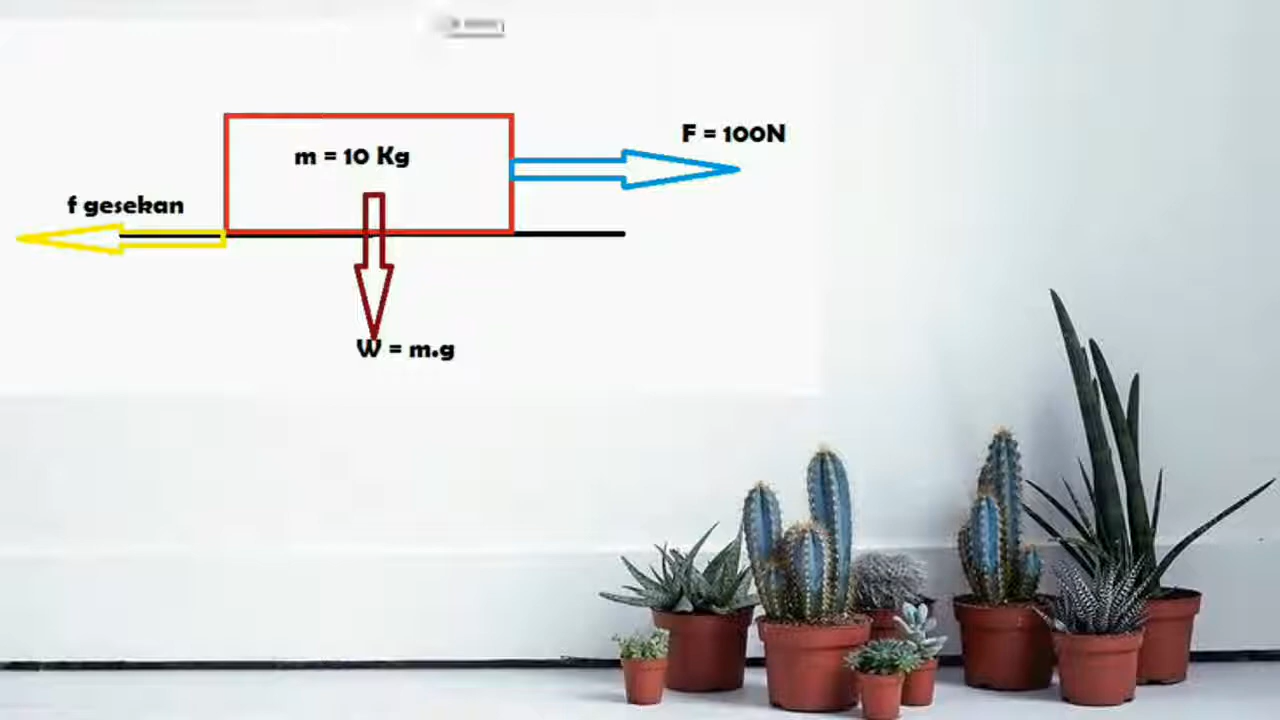 F = 100N
m = 10 Kg
f gesekan
W = m.g